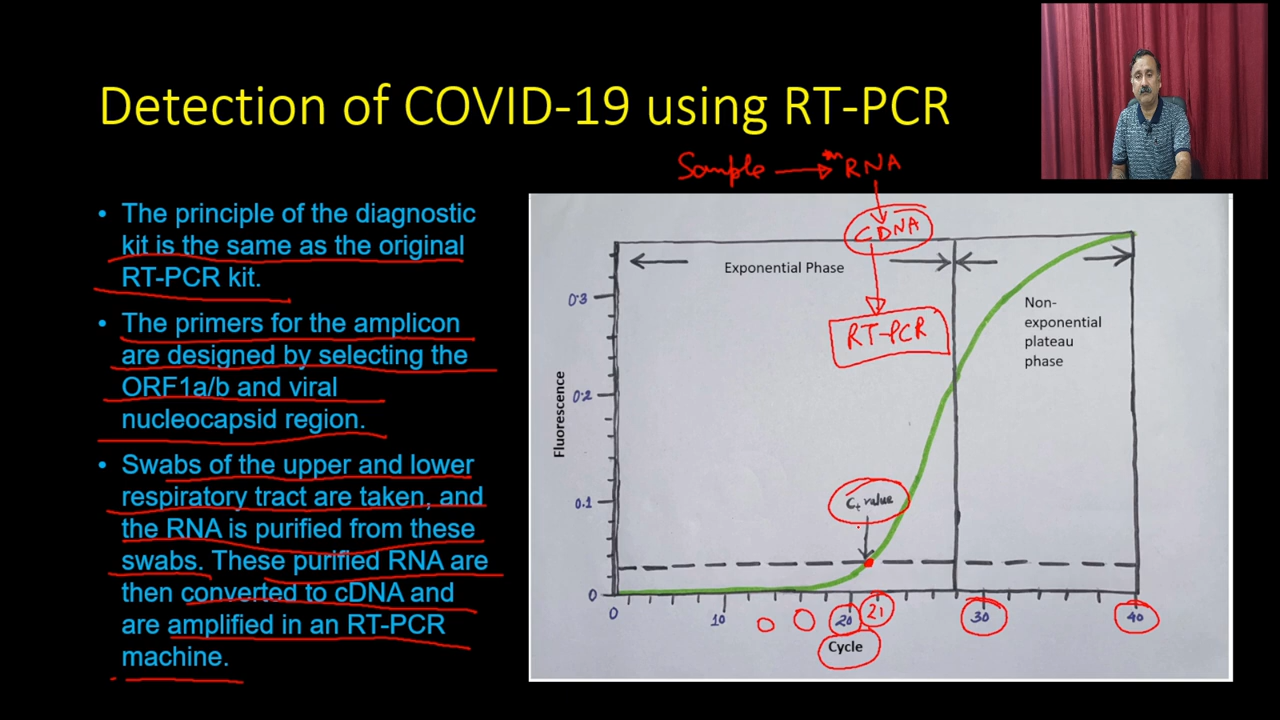 Detection of COVID-19 using RT-PCR
Sample → mRNA
• The principle of the diagnostic
kit is the same as the original
RT-PCR kit.
• The primers for the amplicon
are designed by selecting the
ORF1a/b and viral
nucleocapsid region.
• Swabs of the upper and lower
respiratory tract are taken, and
the RNA is purified from these
swabs. These purified RNA are
then converted to cDNA and
are amplified in an RT-PCR
machine.
CDNA
Exponential Phase
RT-PCR
Non-
exponential
plateau
phase
Fluorescence
0.3
0.2
0.1
0
Ct value
0 10 20 21 30 40
Cycle